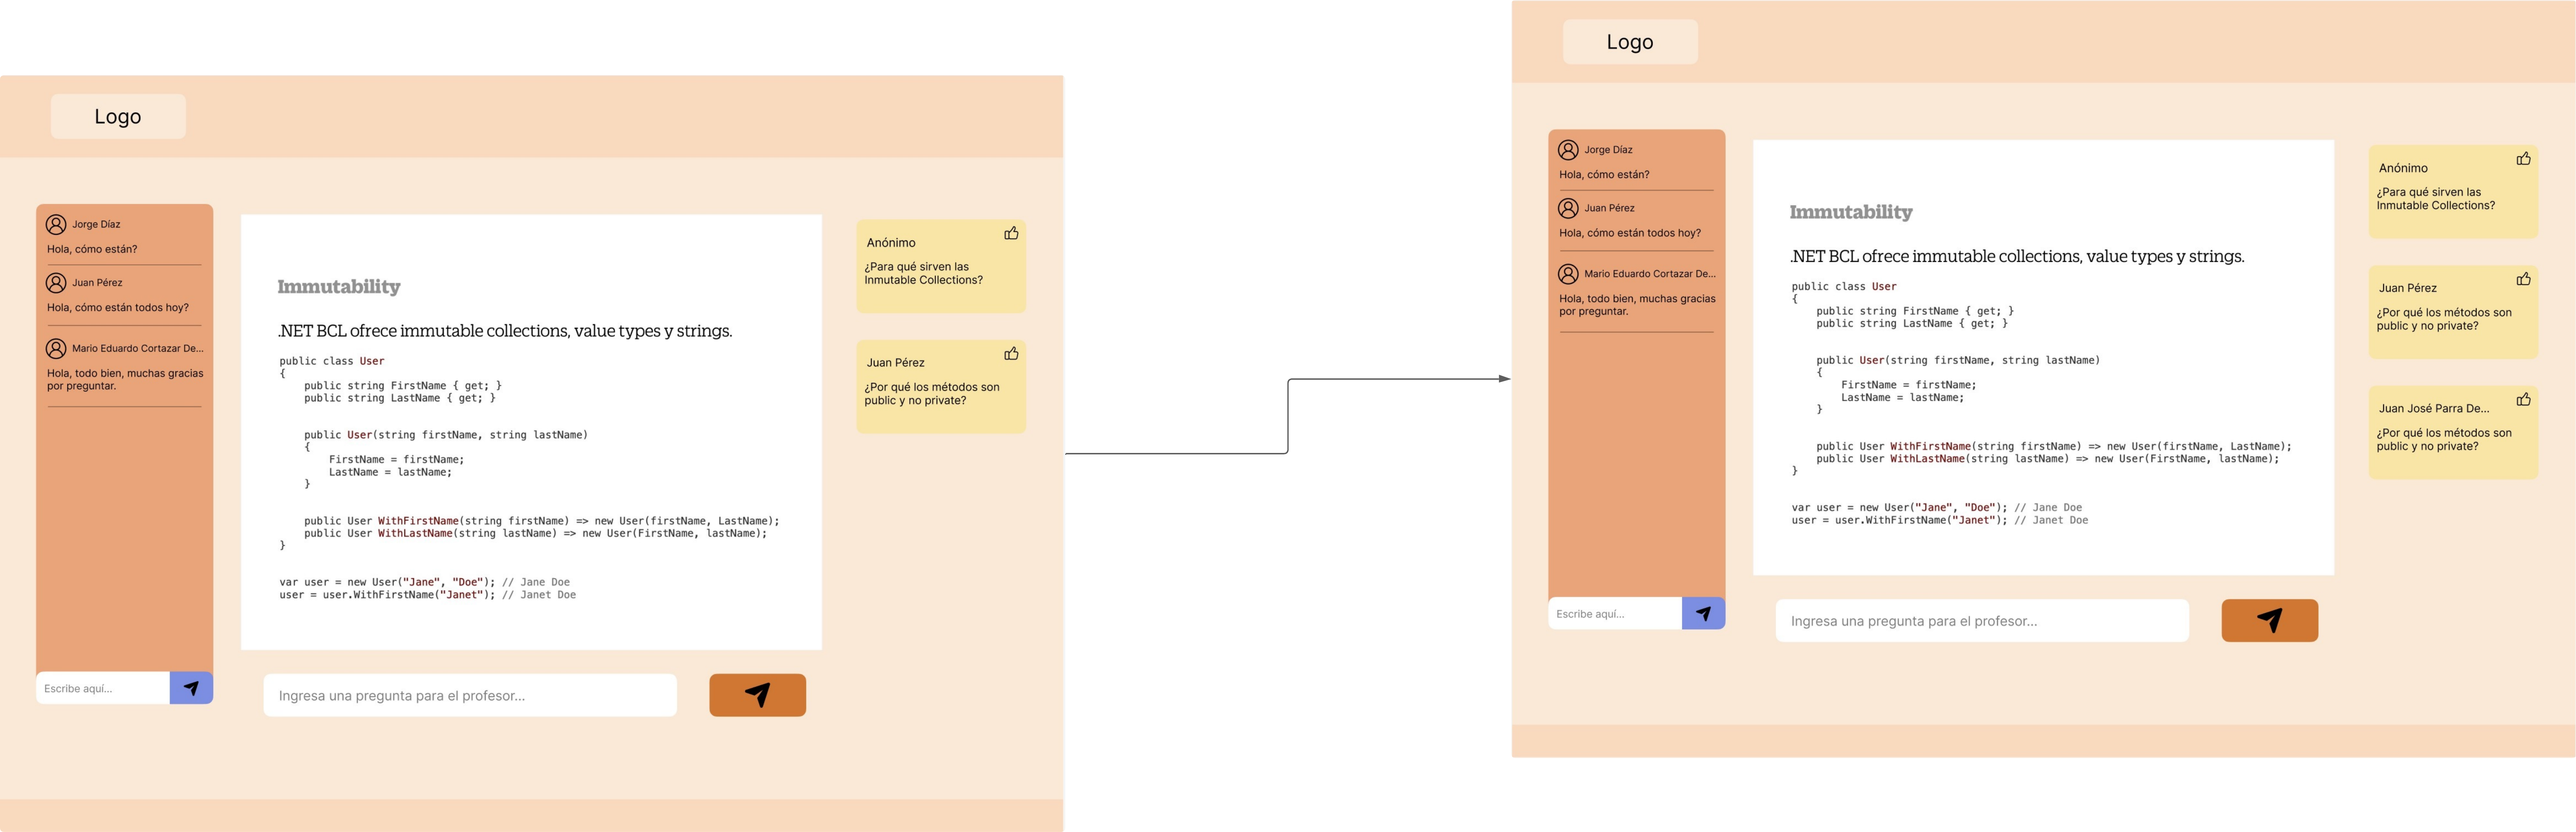 Logo
Jorge Díaz
Hola, cómo están?
Juan Pérez
Hola, cómo están todos hoy?
Mario Eduardo Cortazar De...
Hola, todo bien, muchas gracias
por preguntar.
Escribe aquí...
Immutability
.NET BCL ofrece immutable collections, value types y strings.
public class User
{
public string FirstName { get; }
public string LastName { get; }
public User(string firstName, string lastName)
{
FirstName = firstName;
LastName = lastName;
}
public User WithFirstName(string firstName) => new User(firstName, LastName);
public User WithLastName(string lastName) => new User(FirstName, lastName);
}
var user = new User("Jane", "Doe"); // Jane Doe
user = user.WithFirstName("Janet"); // Janet Doe
Ingresa una pregunta para el profesor...
Anónimo
¿Para qué sirven las
Inmutable Collections?
Juan Pérez
¿Por qué los métodos son
public y no private?
Logo
Jorge Díaz
Hola, cómo están?
Juan Pérez
Hola, cómo están todos hoy?
Mario Eduardo Cortazar De...
Hola, todo bien, muchas gracias
por preguntar.
Escribe aquí...
Immutability
.NET BCL ofrece immutable collections, value types y strings.
public class User
{
public string FirstName { get; }
public string LastName { get; }
public User(string firstName, string lastName)
{
FirstName = firstName;
LastName = lastName;
}
public User WithFirstName(string firstName) => new User(firstName, LastName);
public User WithLastName(string lastName) => new User(FirstName, lastName);
}
var user = new User("Jane", "Doe"); // Jane Doe
user = user.WithFirstName("Janet"); // Janet Doe
Ingresa una pregunta para el profesor...
Anónimo
¿Para qué sirven las
Inmutable Collections?
Juan Pérez
¿Por qué los métodos son
public y no private?
Juan José Parra De...
¿Por qué los métodos son
public y no private?